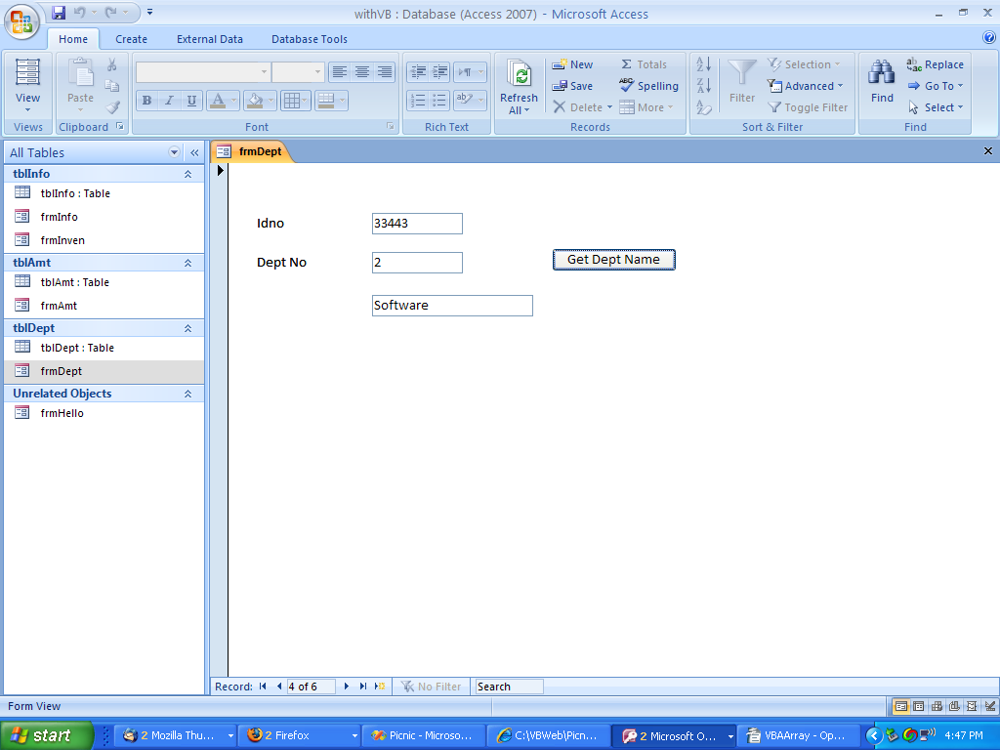 withVB : Database (Access 2007) - Microsoft Access
Home Create External Data Database Tools
View Paste B I U Refresh All New Save Delete Totals Spelling More Filter Selection Advanced Toggle Filter Find Replace Go To Select
Views Clipboard Font Rich Text Records Sort & Filter Find
All Tables
frmDept
tblInfo
tblInfo : Table
frmInfo
frmInven
tblAmt
tblAmt : Table
frmAmt
tblDept
tblDept : Table
frmDept
Unrelated Objects
frmHello
Idno 33443
Dept No 2 Get Dept Name
Software
Record: 4 of 6 No Filter Search
Form View
start 2 Mozilla Thu... 2 Firefox Picnic - Microso... C:\VBWeb\Picn... 2 Microsoft O... VBAArray - Op... 4:47 PM